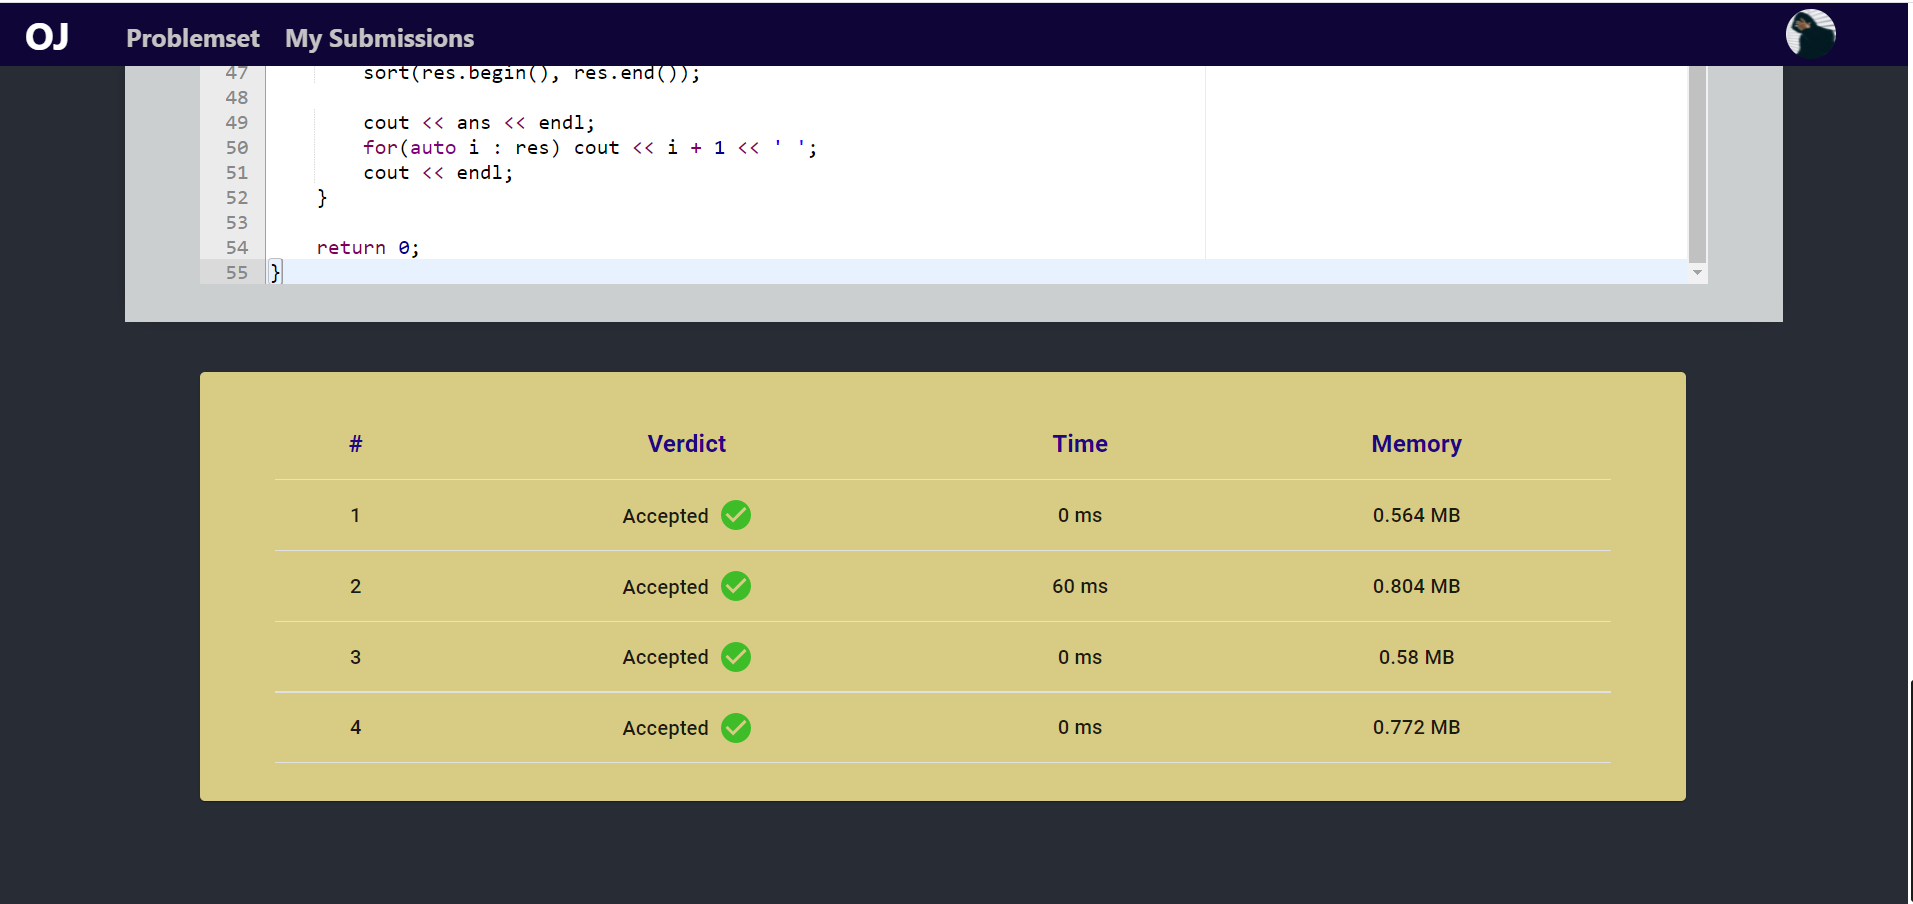 OJ Problemset My Submissions
47 sort(res.begin(), res.end());
48
49 cout << ans << endl;
50 for(auto i : res) cout << i + 1 << ' ';
51 cout << endl;
52 }
53
54 return 0;
55 }
# Verdict Time Memory
1 Accepted 0 ms 0.564 MB
2 Accepted 60 ms 0.804 MB
3 Accepted 0 ms 0.58 MB
4 Accepted 0 ms 0.772 MB